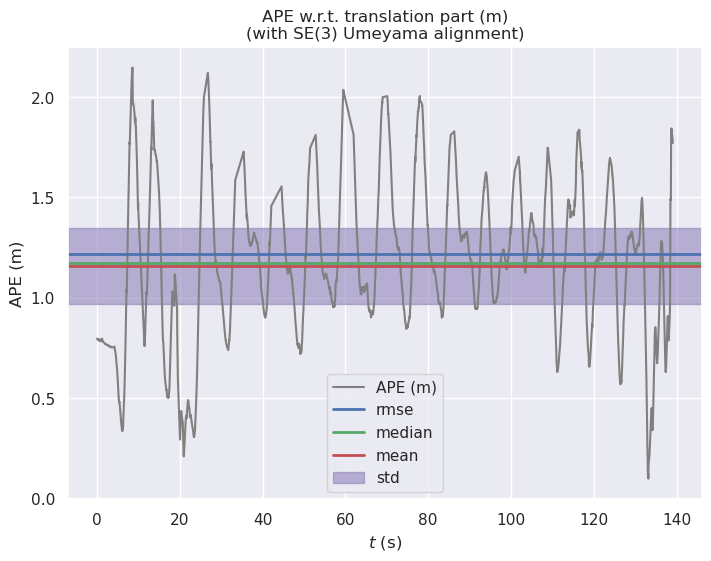 APE w.r.t. translation part (m)
(with SE(3) Umeyama alignment)
APE (m)
2.0
1.5
1.0
0.5
0.0
APE (m)
rmse
median
mean
std
0 20 40 60 80 100 120 140
t (s)